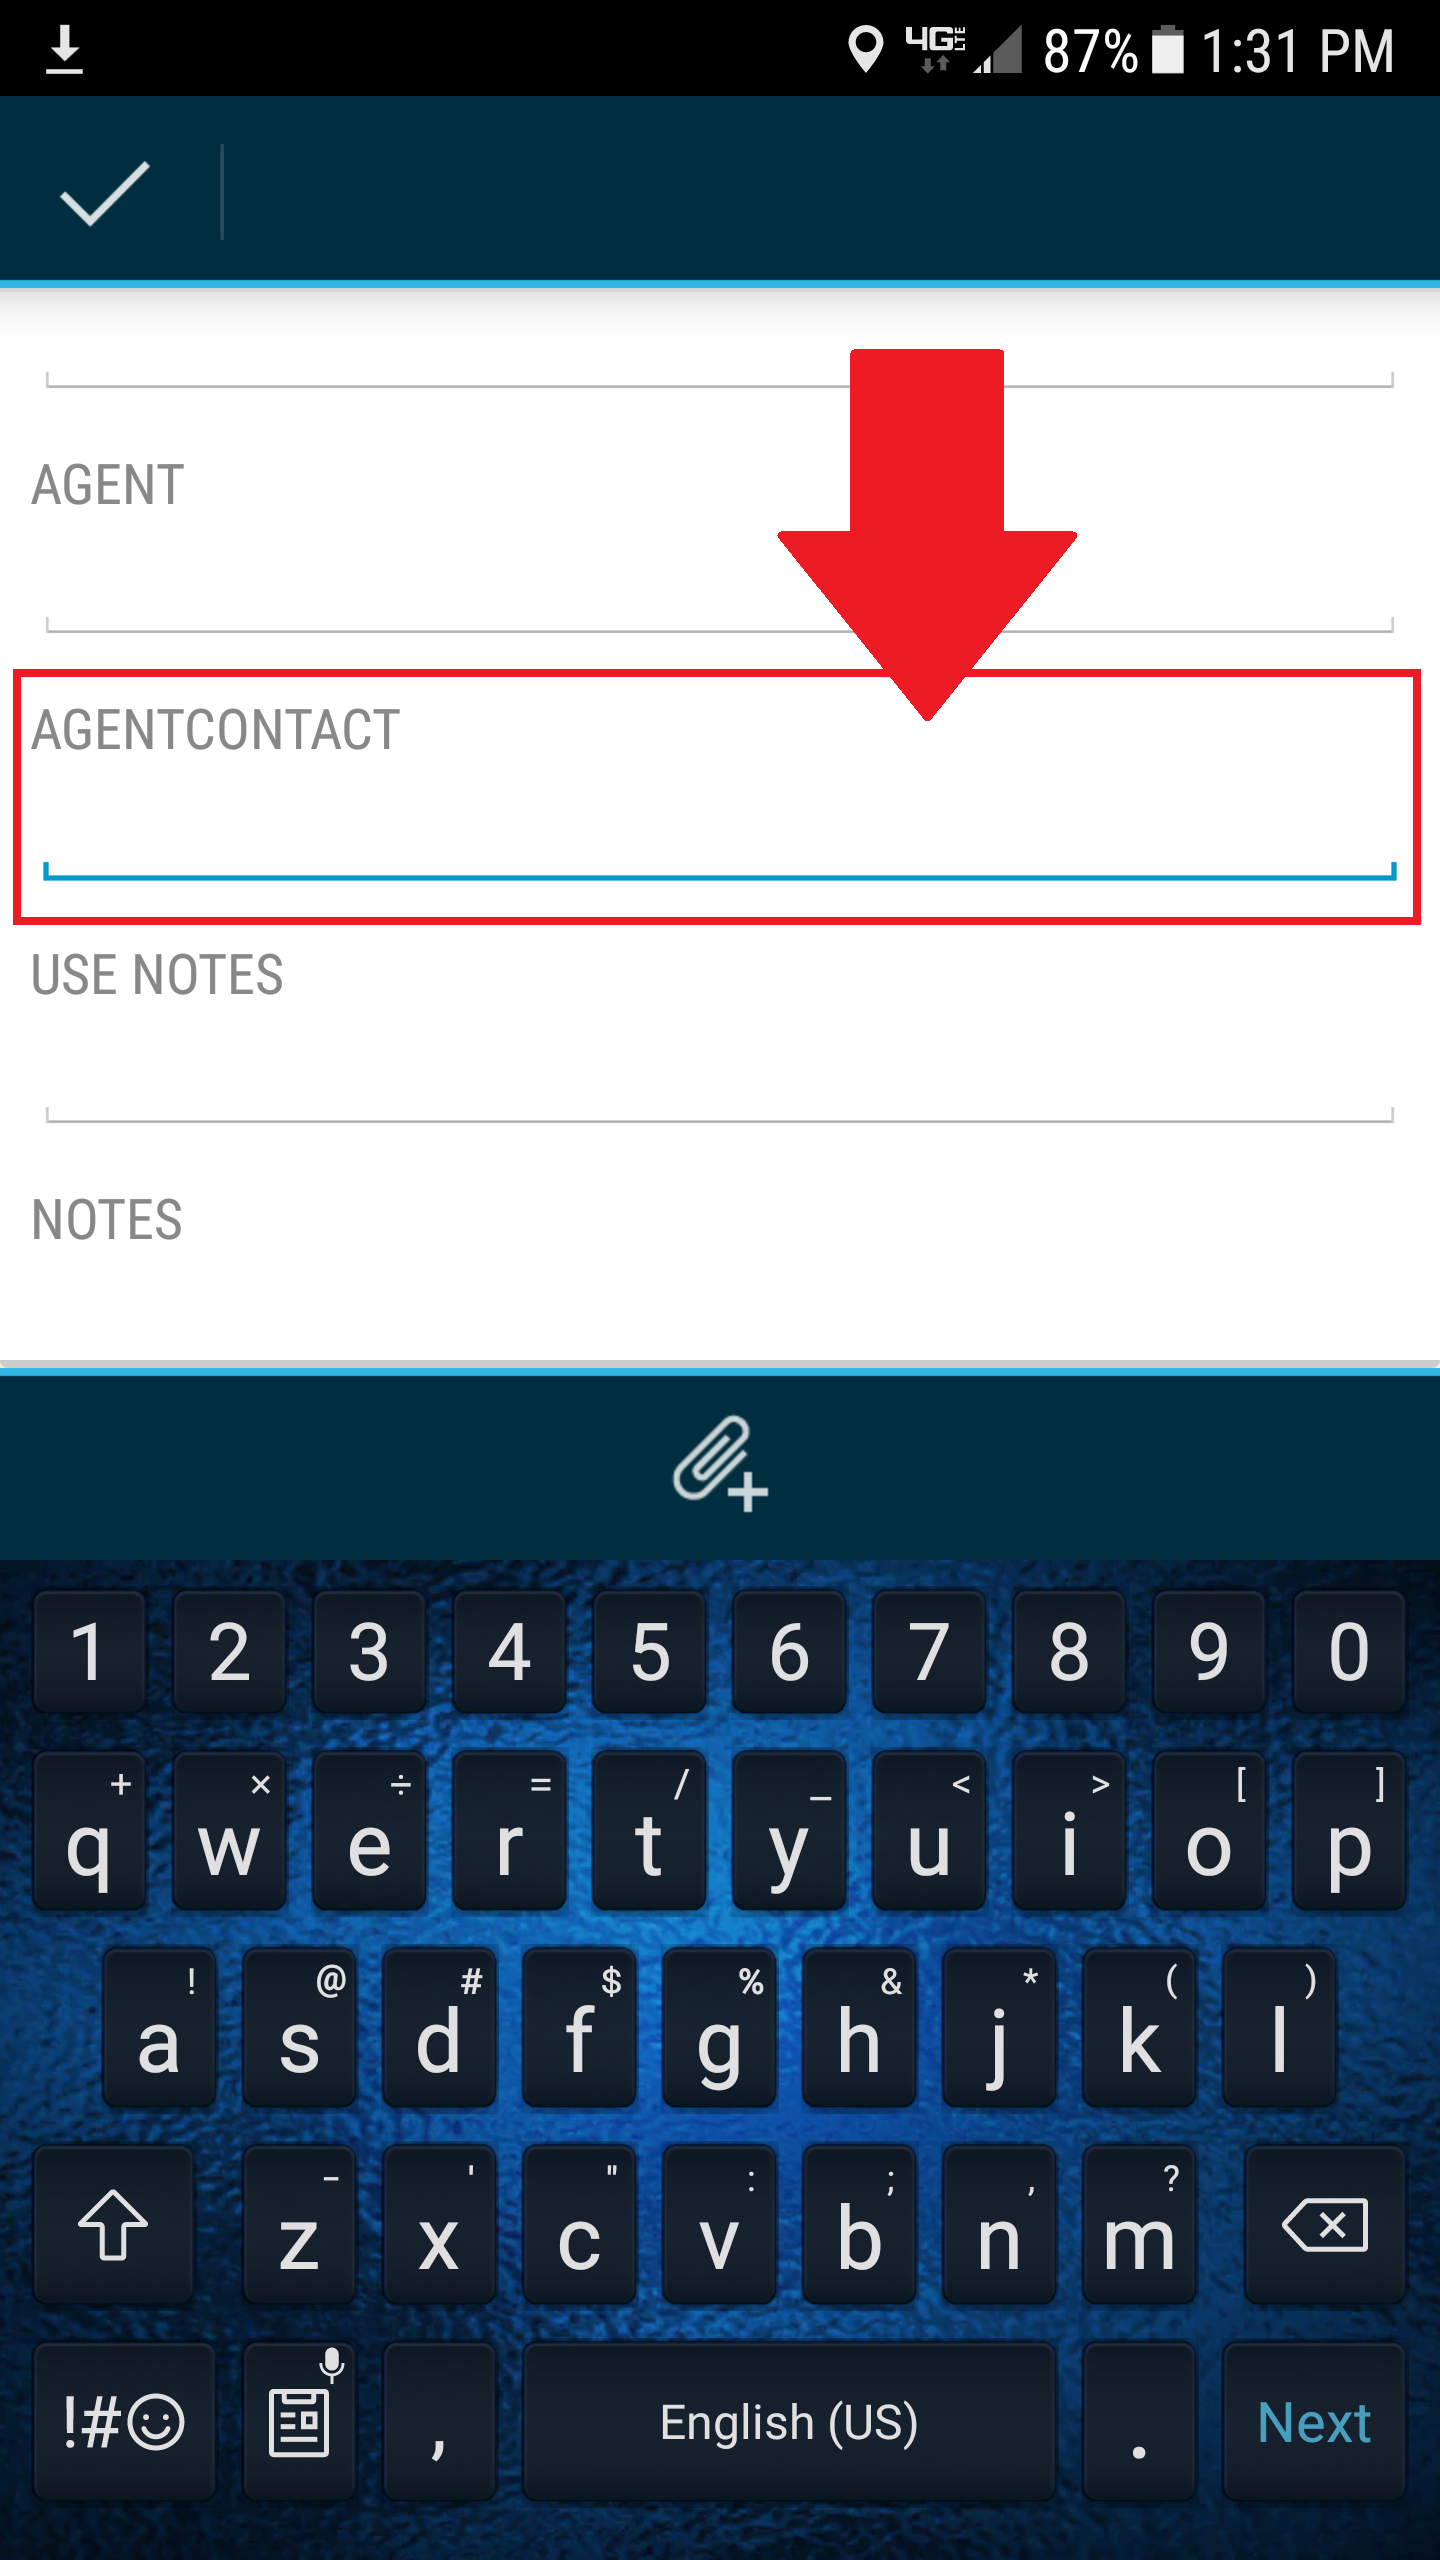 4G LTE 87% 1:31 PM
AGENT
AGENTCONTACT
USE NOTES
NOTES
1 2 3 4 5 6 7 8 9 0
+ × ÷ = / _ < > [ ]
q w e r t y u i o p
! @ # $ % & * ( )
a s d f g h j k l
- ' " : ; , ?
z x c v b n m
!# , English (US) . Next